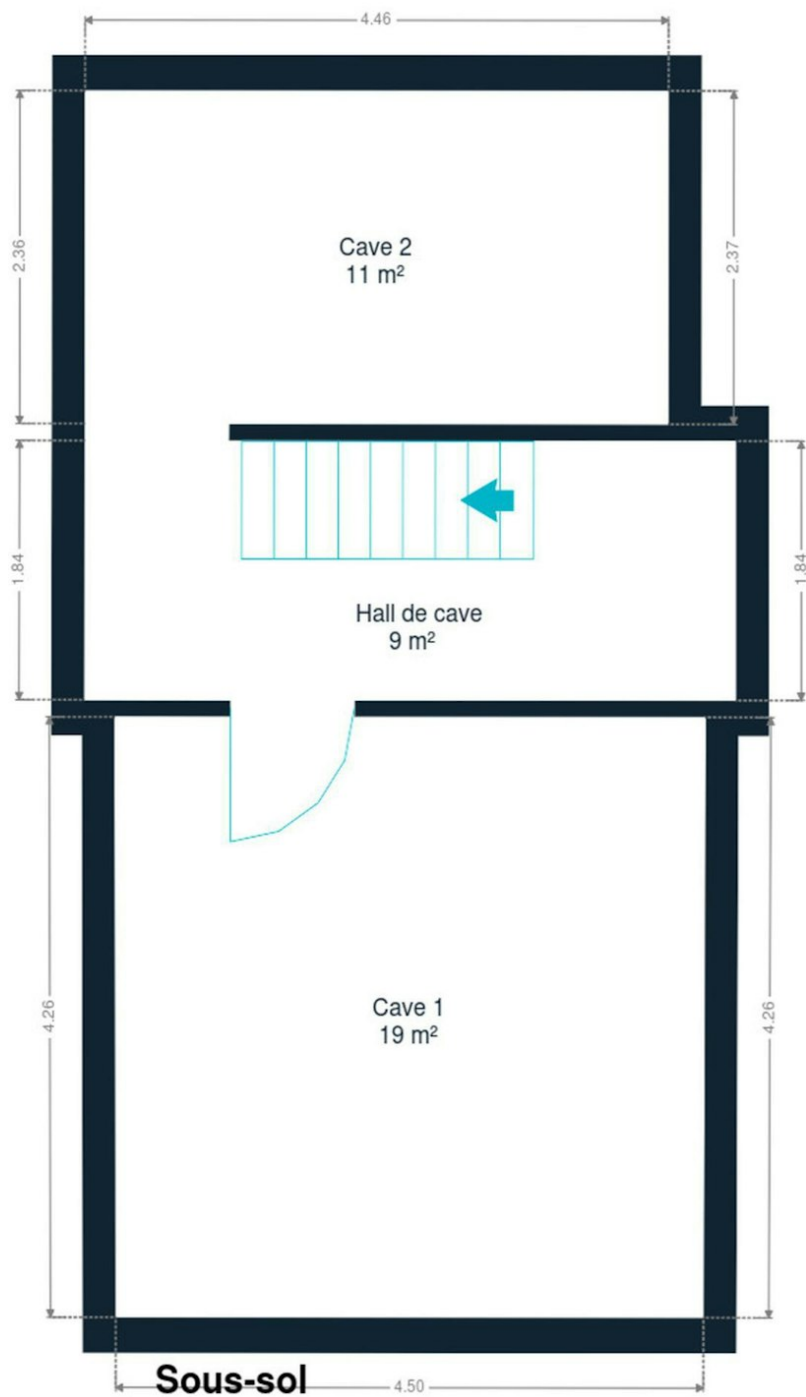 4.46
2.36
2.37
Cave 2
11 m²
1.84
1.84
Hall de cave
9 m²
4.26
4.26
Cave 1
19 m²
Sous-sol
4.50